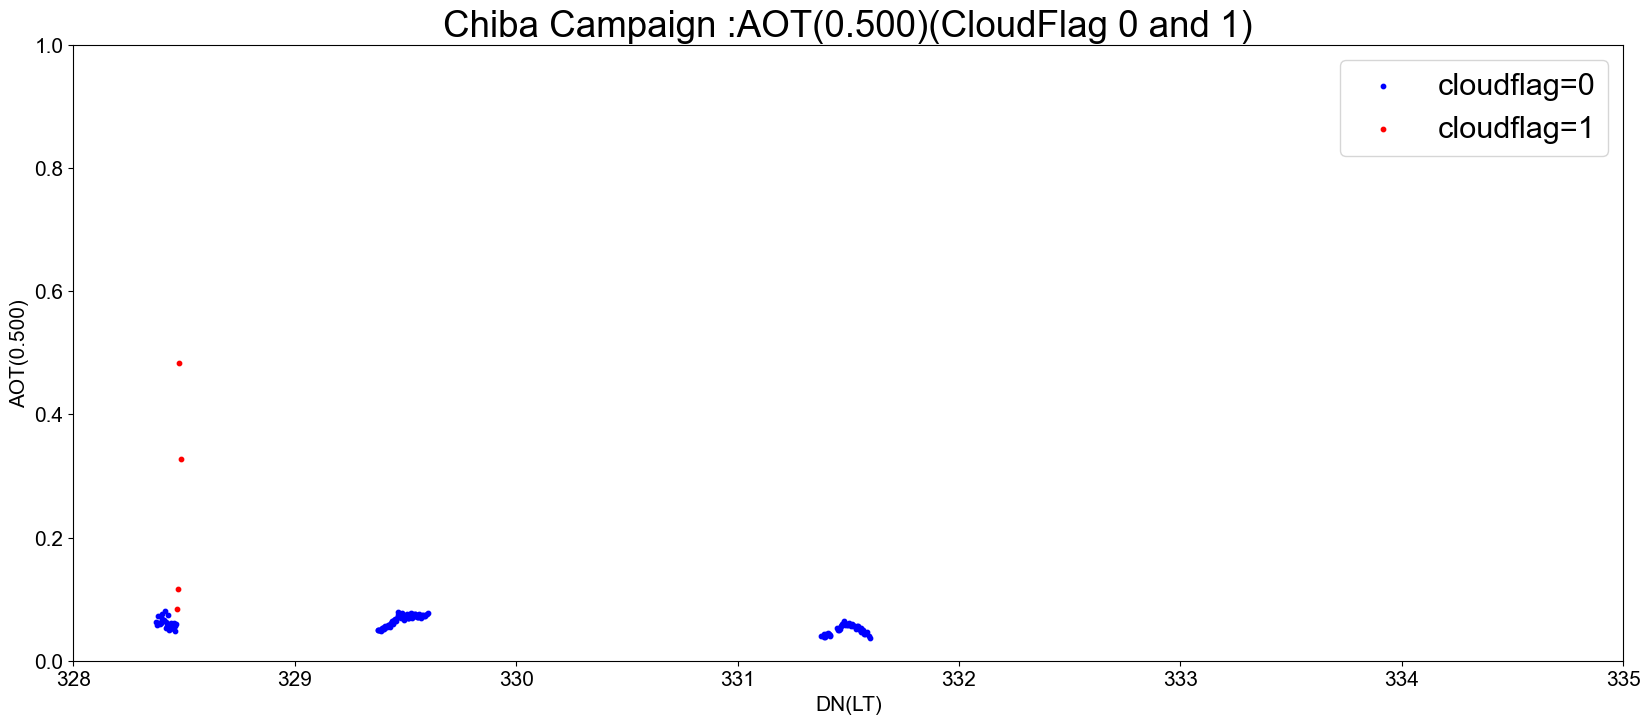 Chiba Campaign :AOT(0.500)(CloudFlag 0 and 1)
cloudflag=0
cloudflag=1
AOT(0.500)
1.0
0.8
0.6
0.4
0.2
0.0
328 329 330 331 332 333 334 335
DN(LT)